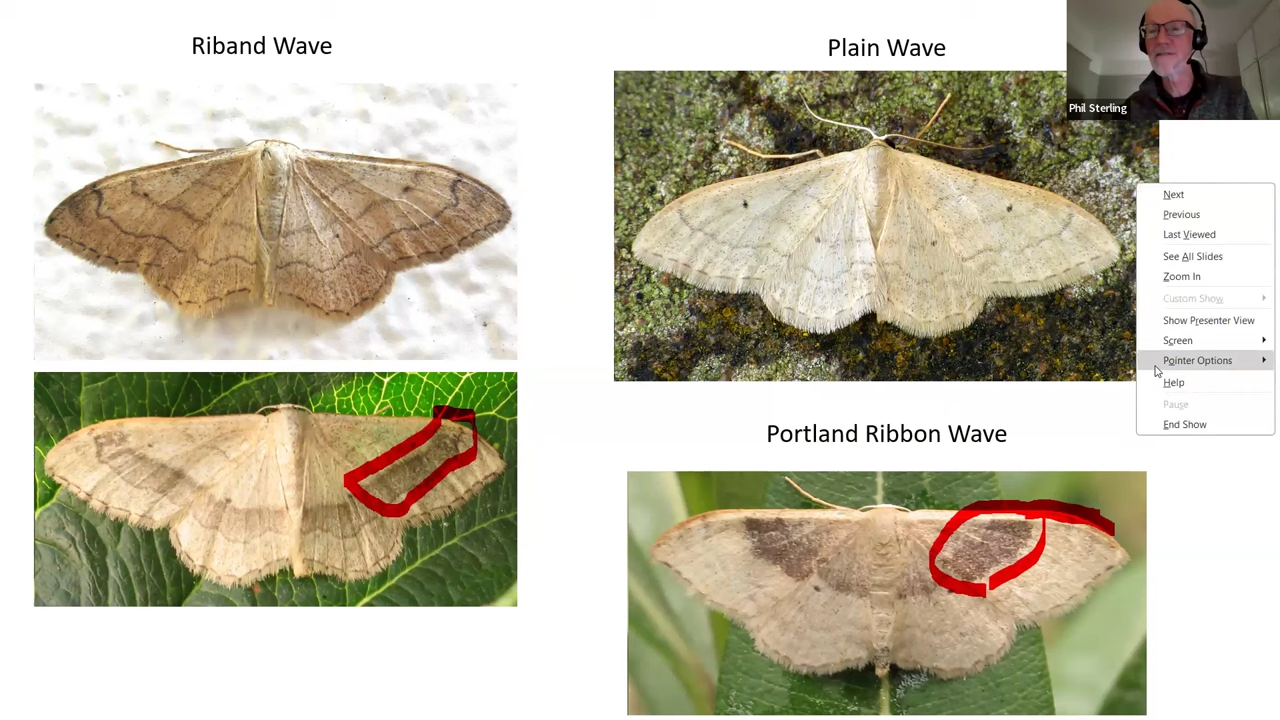 Riband Wave
Plain Wave
Phil Sterling
Next
Previous
Last Viewed
See All Slides
Zoom In
Custom Show
Show Presenter View
Screen
Pointer Options
Help
Pause
End Show
Portland Ribbon Wave